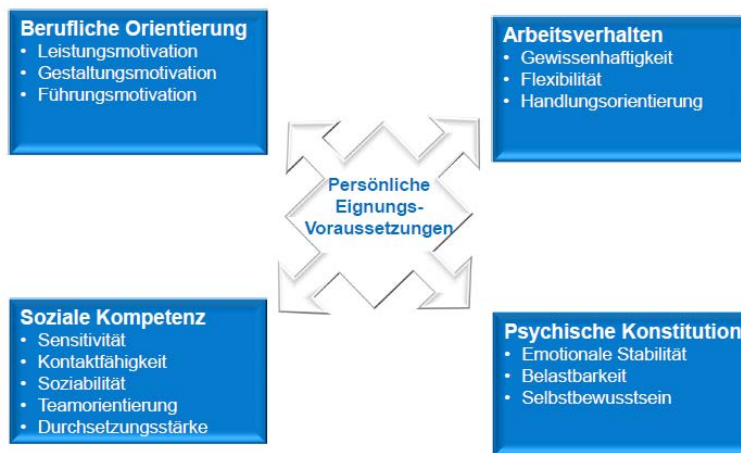 Berufliche Orientierung
• Leistungsmotivation
• Gestaltungsmotivation
• Führungsmotivation
Arbeitsverhalten
• Gewissenhaftigkeit
• Flexibilität
• Handlungsorientierung
Persönliche
Eignungs-
Voraussetzungen
Soziale Kompetenz
• Sensitivität
• Kontaktfähigkeit
• Soziabilität
• Teamorientierung
• Durchsetzungsstärke
Psychische Konstitution
• Emotionale Stabilität
• Belastbarkeit
• Selbstbewusstsein